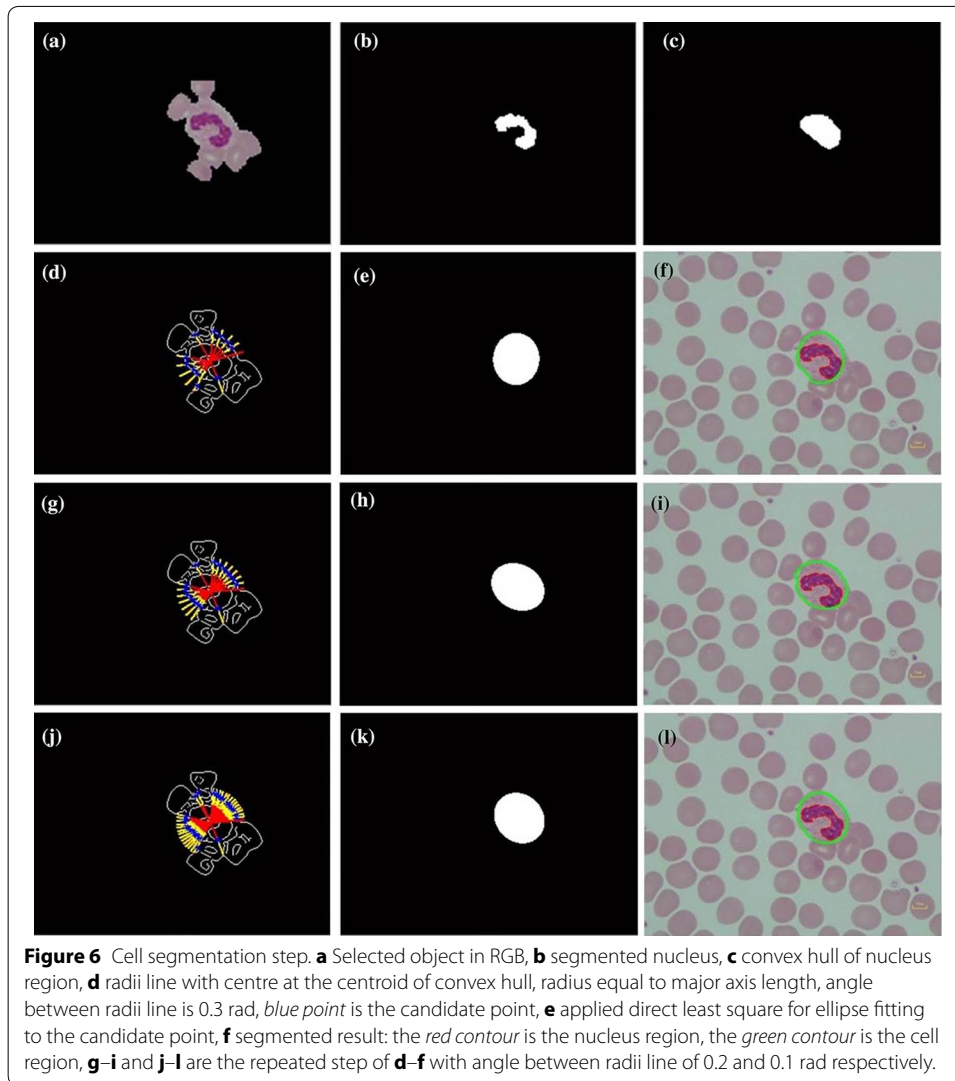 (a)
(b)
(c)
(d)
(e)
(f)
(g)
(h)
(i)
(j)
(k)
(l)
Figure 6 Cell segmentation step. a Selected object in RGB, b segmented nucleus, c convex hull of nucleus
region, d radii line with centre at the centroid of convex hull, radius equal to major axis length, angle
between radii line is 0.3 rad, blue point is the candidate point, e applied direct least square for ellipse fitting
to the candidate point, f segmented result: the red contour is the nucleus region, the green contour is the cell
region, g–i and j–l are the repeated step of d–f with angle between radii line of 0.2 and 0.1 rad respectively.